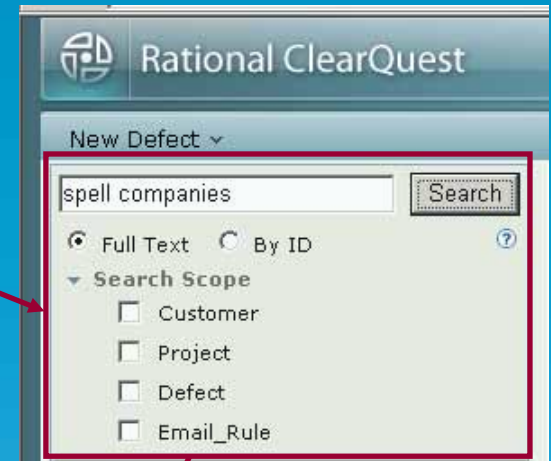 Rational ClearQuest
New Defect
spell companies Search
Full Text By ID ?
Search Scope
Customer
Project
Defect
Email_Rule